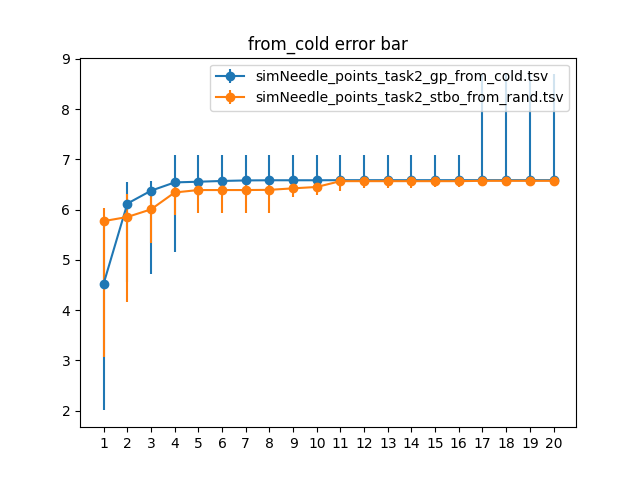 from_cold error bar
simNeedle_points_task2_gp_from_cold.tsv
simNeedle_points_task2_stbo_from_rand.tsv
9
8
7
6
5
4
3
2
1 2 3 4 5 6 7 8 9 10 11 12 13 14 15 16 17 18 19 20